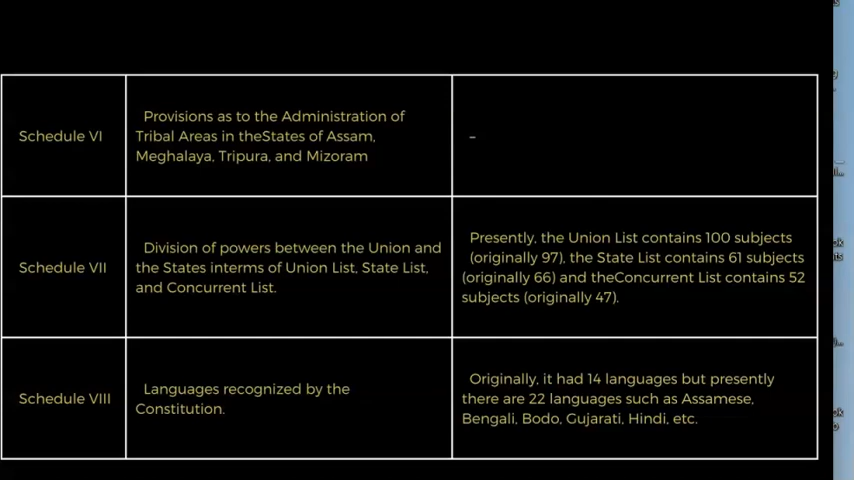 Schedule VI
Provisions as to the Administration of
Tribal Areas in theStates of Assam,
Meghalaya, Tripura, and Mizoram
-
Schedule VII
Division of powers between the Union and
the States interms of Union List, State List,
and Concurrent List.
Presently, the Union List contains 100 subjects
(originally 97), the State List contains 61 subjects
(originally 66) and theConcurrent List contains 52
subjects (originally 47).
Schedule VIII
Languages recognized by the
Constitution.
Originally, it had 14 languages but presently
there are 22 languages such as Assamese,
Bengali, Bodo, Gujarati, Hindi, etc.